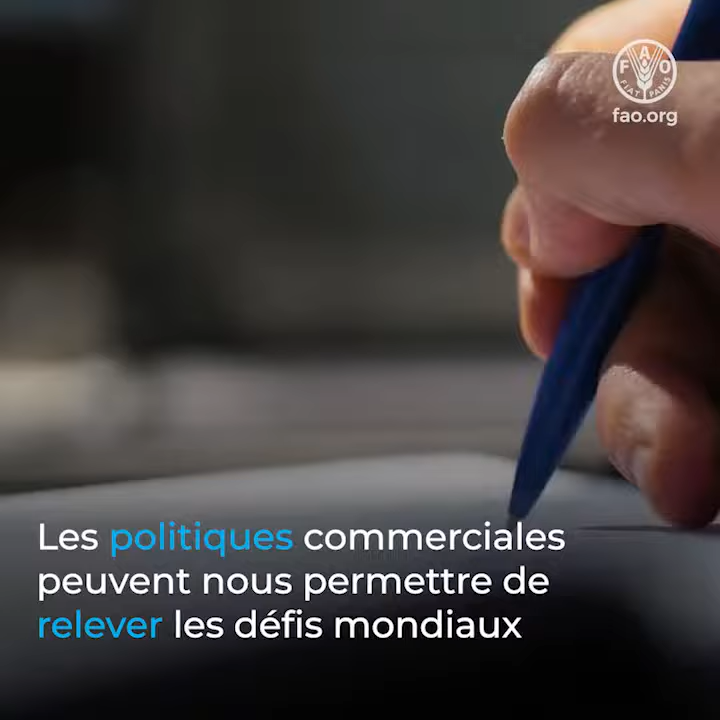 F A O
FIAT PANIS
fao.org
Les politiques commerciales
peuvent nous permettre de
relever les défis mondiaux